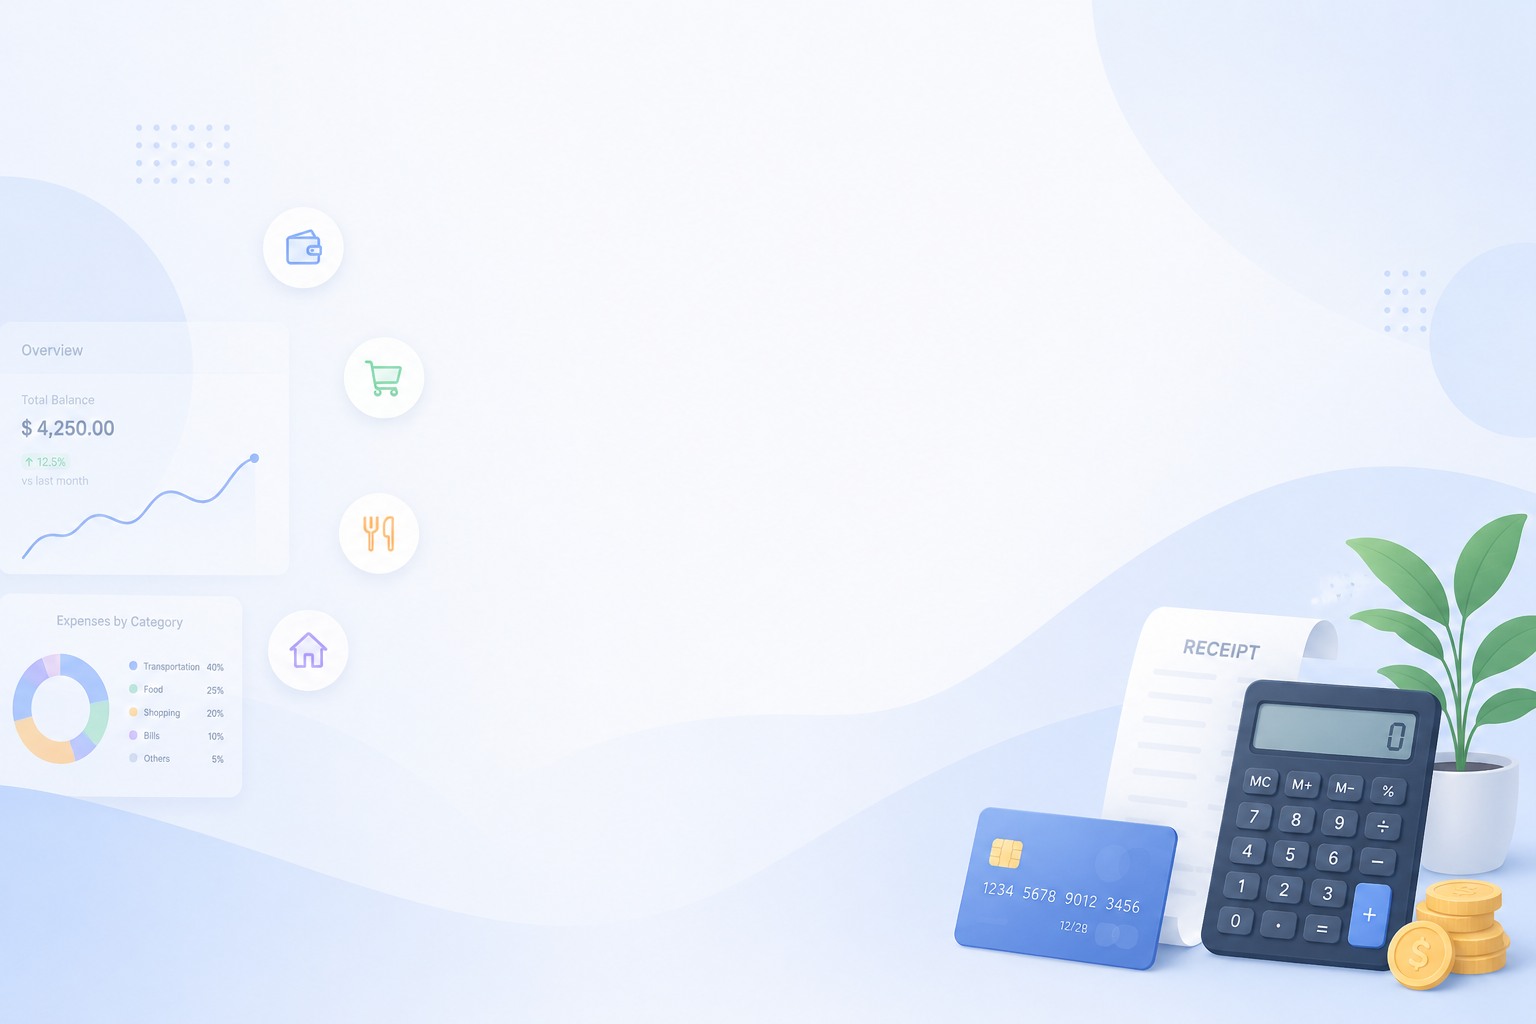 Overview
Total Balance
$ 4,250.00
↑ 12.5%
vs last month
Expenses by Category
Transportation 40%
Food 25%
Shopping 20%
Bills 10%
Others 5%
RECEIPT
0
MC M+ M− %
7 8 9 ÷
4 5 6 −
1 2 3 +
0 . =
1234 5678 9012 3456
12/28
$